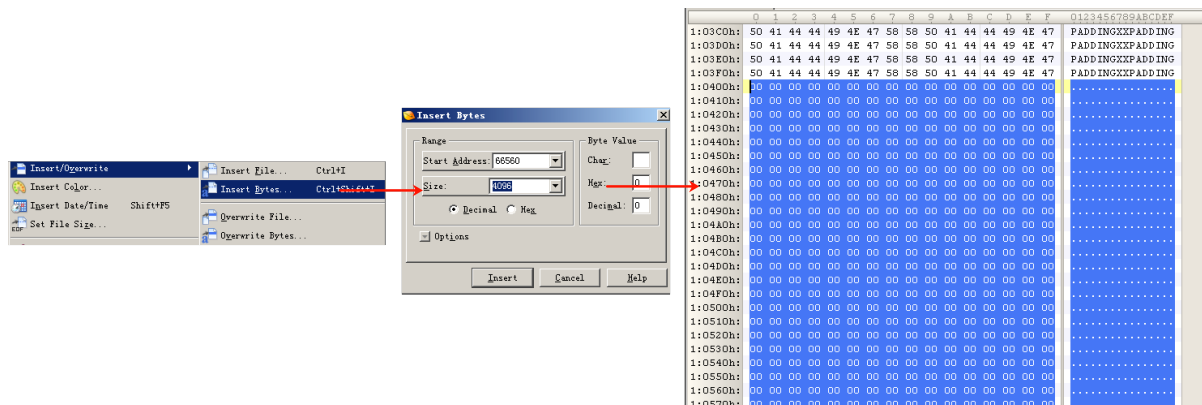 Insert/Overwrite
Insert Color...
Insert Date/Time Shift+F5
Set File Size...
Insert File... Ctrl+I
Insert Bytes... Ctrl+Shift+I
Overwrite File...
Overwrite Bytes...
Insert Bytes
Range
Start Address: 66560
Size: 4096
Decimal Hex
Options
Byte Value
Char:
Hex: 0
Decimal: 0
Insert Cancel Help
0 1 2 3 4 5 6 7 8 9 A B C D E F 0123456789ABCDEF
1:03C0h: 50 41 44 44 49 4E 47 58 58 50 41 44 44 49 4E 47 PADDINGXXPADDING
1:03D0h: 50 41 44 44 49 4E 47 58 58 50 41 44 44 49 4E 47 PADDINGXXPADDING
1:03E0h: 50 41 44 44 49 4E 47 58 58 50 41 44 44 49 4E 47 PADDINGXXPADDING
1:03F0h: 50 41 44 44 49 4E 47 58 58 50 41 44 44 49 4E 47 PADDINGXXPADDING
1:0400h: 00 00 00 00 00 00 00 00 00 00 00 00 00 00 00 00 ................
1:0410h: 00 00 00 00 00 00 00 00 00 00 00 00 00 00 00 00 ................
1:0420h: 00 00 00 00 00 00 00 00 00 00 00 00 00 00 00 00 ................
1:0430h: 00 00 00 00 00 00 00 00 00 00 00 00 00 00 00 00 ................
1:0440h: 00 00 00 00 00 00 00 00 00 00 00 00 00 00 00 00 ................
1:0450h: 00 00 00 00 00 00 00 00 00 00 00 00 00 00 00 00 ................
1:0460h: 00 00 00 00 00 00 00 00 00 00 00 00 00 00 00 00 ................
1:0470h: 00 00 00 00 00 00 00 00 00 00 00 00 00 00 00 00 ................
1:0480h: 00 00 00 00 00 00 00 00 00 00 00 00 00 00 00 00 ................
1:0490h: 00 00 00 00 00 00 00 00 00 00 00 00 00 00 00 00 ................
1:04A0h: 00 00 00 00 00 00 00 00 00 00 00 00 00 00 00 00 ................
1:04B0h: 00 00 00 00 00 00 00 00 00 00 00 00 00 00 00 00 ................
1:04C0h: 00 00 00 00 00 00 00 00 00 00 00 00 00 00 00 00 ................
1:04D0h: 00 00 00 00 00 00 00 00 00 00 00 00 00 00 00 00 ................
1:04E0h: 00 00 00 00 00 00 00 00 00 00 00 00 00 00 00 00 ................
1:04F0h: 00 00 00 00 00 00 00 00 00 00 00 00 00 00 00 00 ................
1:0500h: 00 00 00 00 00 00 00 00 00 00 00 00 00 00 00 00 ................
1:0510h: 00 00 00 00 00 00 00 00 00 00 00 00 00 00 00 00 ................
1:0520h: 00 00 00 00 00 00 00 00 00 00 00 00 00 00 00 00 ................
1:0530h: 00 00 00 00 00 00 00 00 00 00 00 00 00 00 00 00 ................
1:0540h: 00 00 00 00 00 00 00 00 00 00 00 00 00 00 00 00 ................
1:0550h: 00 00 00 00 00 00 00 00 00 00 00 00 00 00 00 00 ................
1:0560h: 00 00 00 00 00 00 00 00 00 00 00 00 00 00 00 00 ................
1:0570h: 00 00 00 00 00 00 00 00 00 00 00 00 00 00 00 00 ................